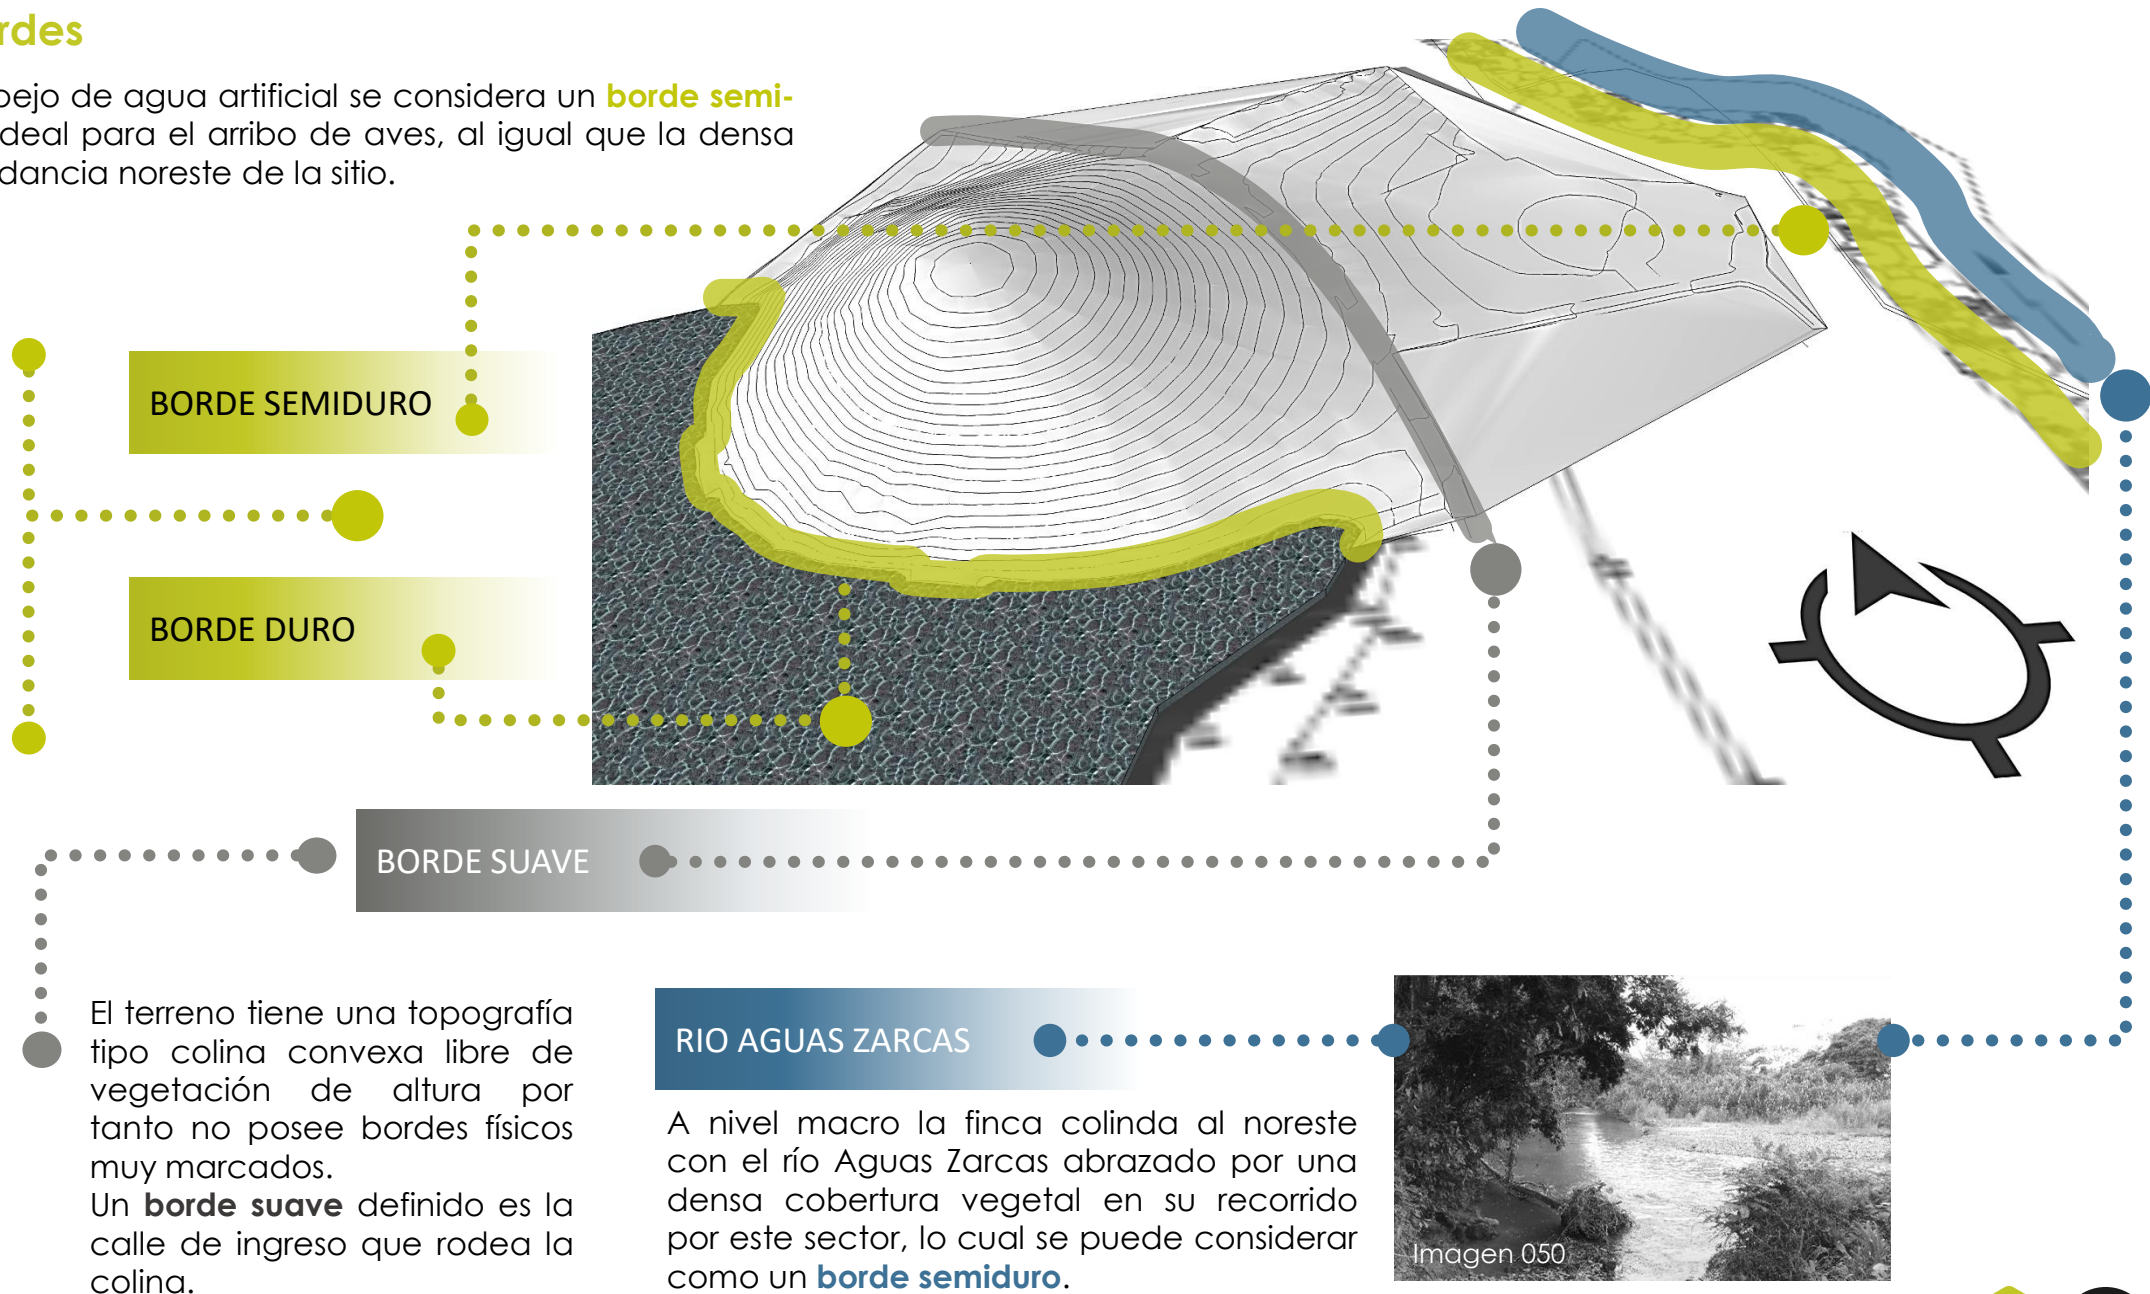 rdes
pejo de agua artificial se considera un borde semi-
deal para el arribo de aves, al igual que la densa
dancia noreste de la sitio.
BORDE SEMIDURO
BORDE DURO
BORDE SUAVE
El terreno tiene una topografía
tipo colina convexa libre de
vegetación de altura por
tanto no posee bordes físicos
muy marcados.
Un borde suave definido es la
calle de ingreso que rodea la
colina.
RIO AGUAS ZARCAS
A nivel macro la finca colinda al noreste
con el río Aguas Zarcas abrazado por una
densa cobertura vegetal en su recorrido
por este sector, lo cual se puede considerar
como un borde semiduro.
Imagen 050